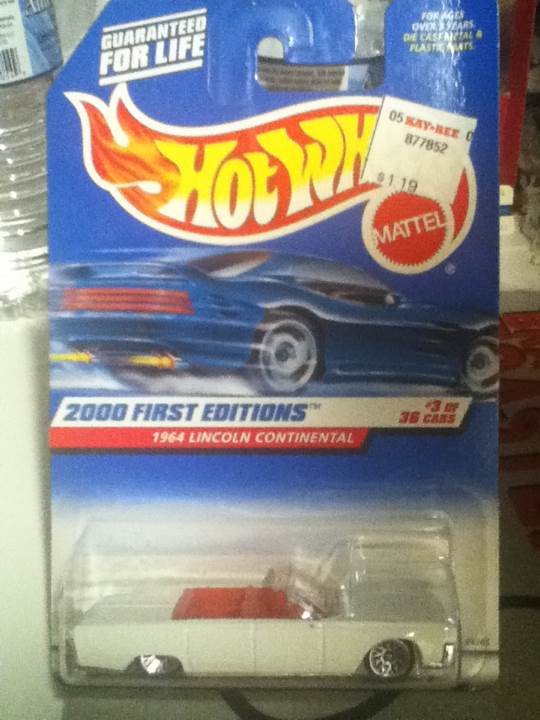 GUARANTEED
FOR LIFE
FOR AGES
OVER 3 YEARS.
DIE CAST METAL &
PLASTIC PARTS.
HOT WH
05 KAY•BEE 0
877852
$1.19
MATTEL
®
2000 FIRST EDITIONS™
#3 OF
36 CARS
1964 LINCOLN CONTINENTAL